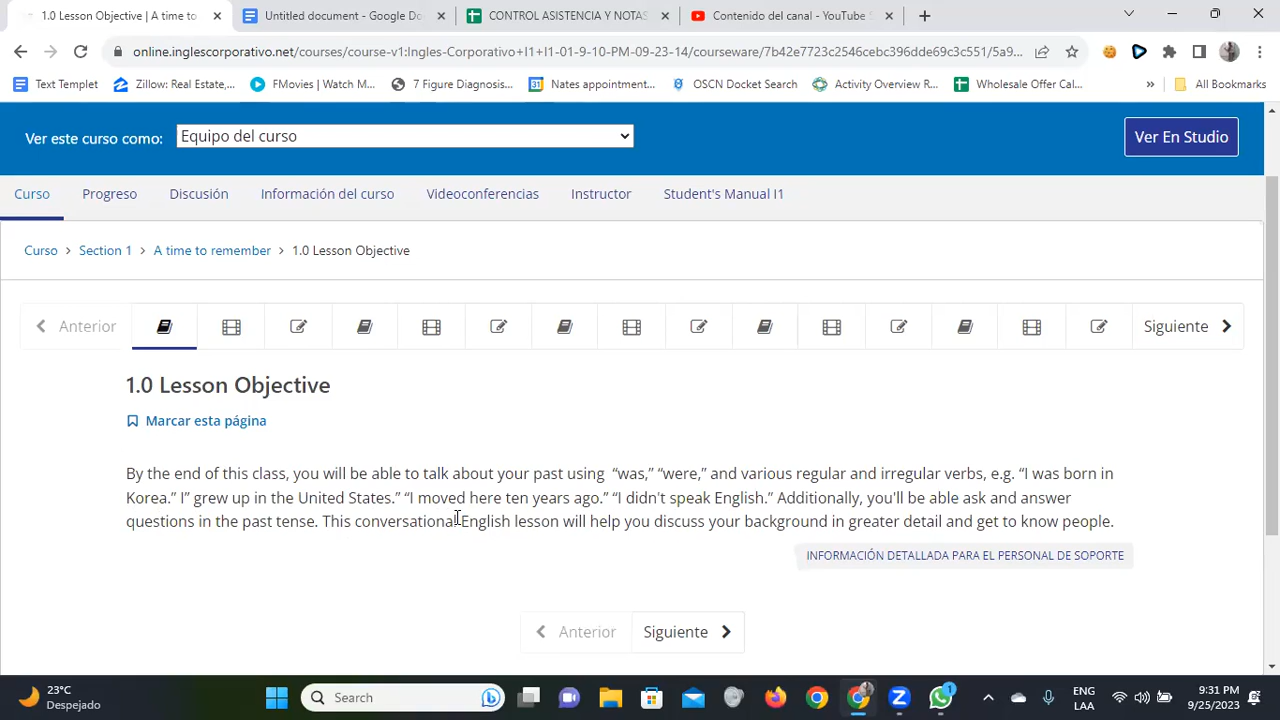 1.0 Lesson Objective | A time to
Untitled document - Google Do
CONTROL ASISTENCIA Y NOTAS
Contenido del canal - YouTube S
online.inglescorporativo.net/courses/course-v1:Ingles-Corporativo+I1+I1-01-9-10-PM-09-23-14/courseware/7b42e7723c2546cebc396dde69c3c551/5a9...
Text Templet
Zillow: Real Estate,...
FMovies | Watch M...
7 Figure Diagnosis...
Nates appointment...
OSCN Docket Search
Activity Overview R...
Wholesale Offer Cal...
»
All Bookmarks
Ver este curso como:
Equipo del curso
Ver En Studio
Curso
Progreso
Discusión
Información del curso
Videoconferencias
Instructor
Student's Manual I1
Curso > Section 1 > A time to remember > 1.0 Lesson Objective
Anterior
Siguiente
1.0 Lesson Objective
Marcar esta página
By the end of this class, you will be able to talk about your past using “was,” “were,” and various regular and irregular verbs, e.g. “I was born in
Korea.” I” grew up in the United States.” “I moved here ten years ago.” “I didn't speak English.” Additionally, you'll be able ask and answer
questions in the past tense. This conversational English lesson will help you discuss your background in greater detail and get to know people.
INFORMACIÓN DETALLADA PARA EL PERSONAL DE SOPORTE
Anterior
Siguiente
23°C
Despejado
Search
1
ENG
LAA
9:31 PM
9/25/2023